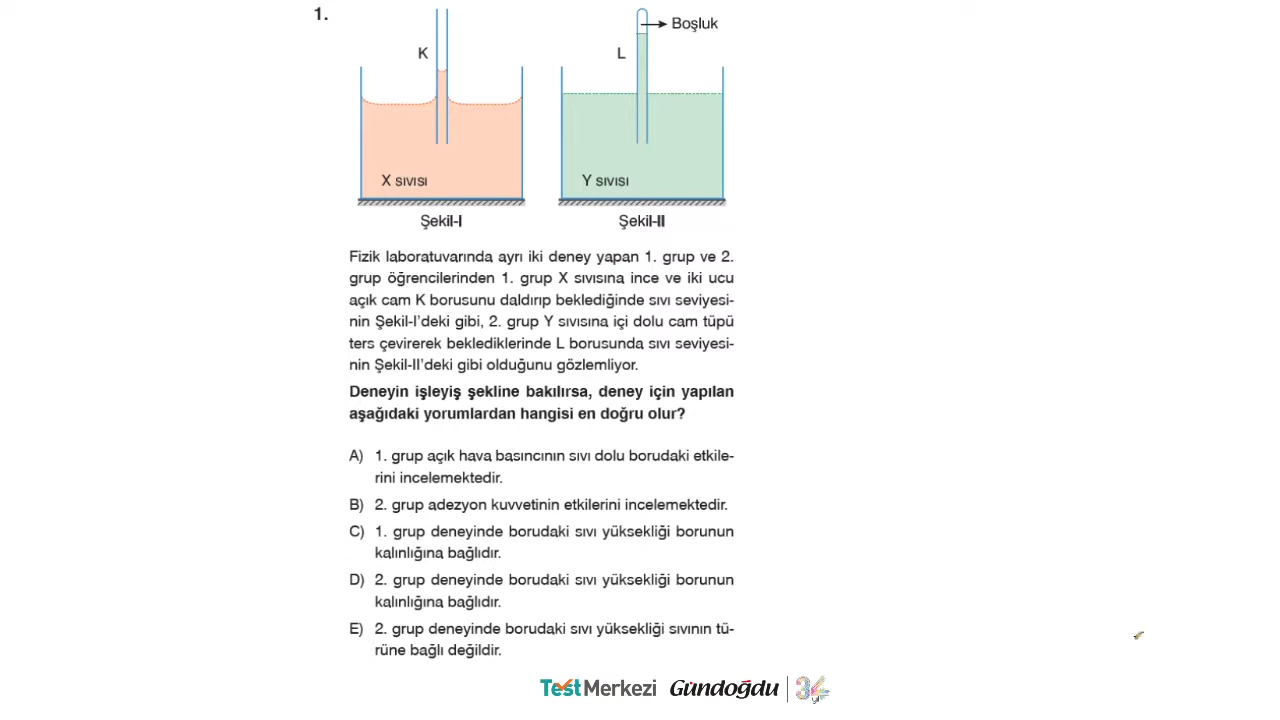 1.
K
X sıvısı
Şekil-I
Boşluk
L
Y sıvısı
Şekil-II
Fizik laboratuvarında ayrı iki deney yapan 1. grup ve 2.
grup öğrencilerinden 1. grup X sıvısına ince ve iki ucu
açık cam K borusunu daldırıp beklediğinde sıvı seviyesi-
nin Şekil-I'deki gibi, 2. grup Y sıvısına içi dolu cam tüpü
ters çevirerek beklediklerinde L borusunda sıvı seviyesi-
nin Şekil-II'deki gibi olduğunu gözlemliyor.
Deneyin işleyiş şekline bakılırsa, deney için yapılan
aşağıdaki yorumlardan hangisi en doğru olur?
A) 1. grup açık hava basıncının sıvı dolu borudaki etkile-
rini incelemektedir.
B) 2. grup adezyon kuvvetinin etkilerini incelemektedir.
C) 1. grup deneyinde borudaki sıvı yüksekliği borunun
kalınlığına bağlıdır.
D) 2. grup deneyinde borudaki sıvı yüksekliği borunun
kalınlığına bağlıdır.
E) 2. grup deneyinde borudaki sıvı yüksekliği sıvının tü-
rüne bağlı değildir.
TestMerkezi Gündoğdu 34